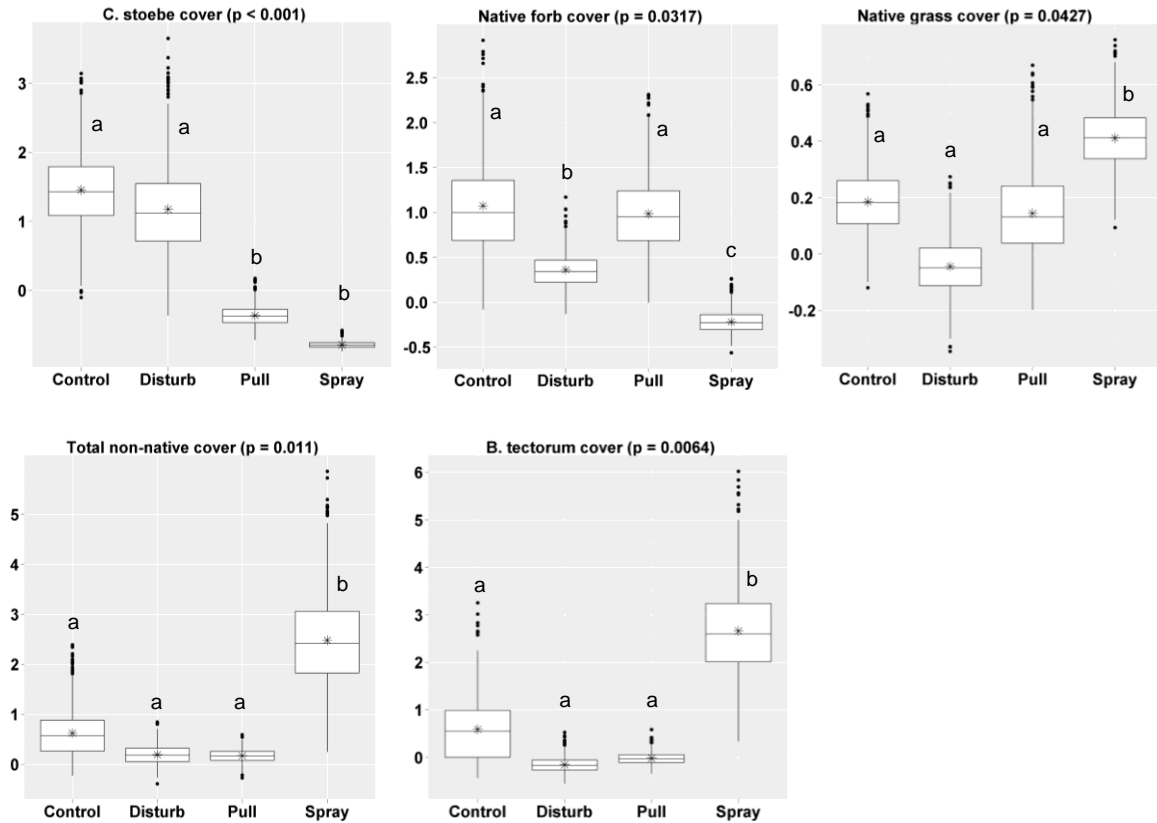 C. stoebe cover (p < 0.001)
3
2
1
0
a
a
b
b
Control Disturb Pull Spray
Native forb cover (p = 0.0317)
2.5
2.0
1.5
1.0
0.5
0.0
-0.5
a
b
a
c
Control Disturb Pull Spray
Native grass cover (p = 0.0427)
0.6
0.4
0.2
0.0
-0.2
a
a
a
b
Control Disturb Pull Spray
Total non-native cover (p = 0.011)
5
4
3
2
1
0
a
a
a
b
Control Disturb Pull Spray
B. tectorum cover (p = 0.0064)
6
5
4
3
2
1
0
a
a
a
b
Control Disturb Pull Spray